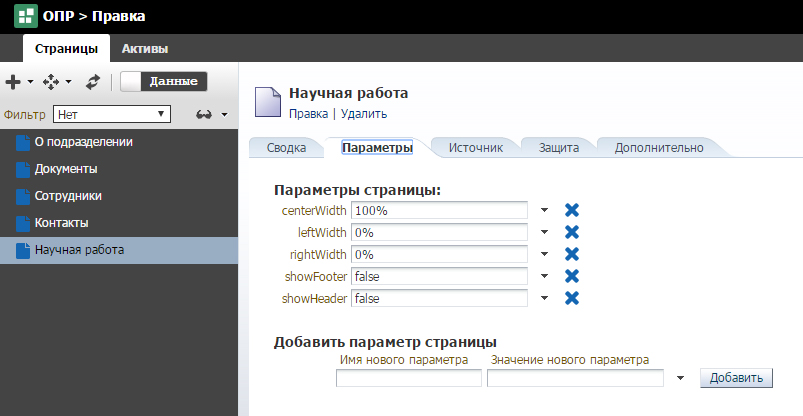 ОПР > Правка
Страницы Активы
Данные
Фильтр Нет
О подразделении
Документы
Сотрудники
Контакты
Научная работа
Научная работа
Правка | Удалить
Сводка Параметры Источник Защита Дополнительно
Параметры страницы:
centerWidth 100%
leftWidth 0%
rightWidth 0%
showFooter false
showHeader false
Добавить параметр страницы
Имя нового параметра Значение нового параметра
Добавить